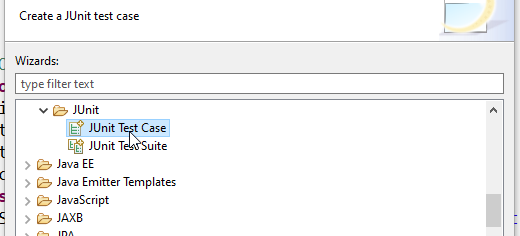 Create a JUnit test case
Wizards:
type filter text
JUnit
JUnit Test Case
JUnit Test Suite
Java EE
Java Emitter Templates
JavaScript
JAXB
JPA